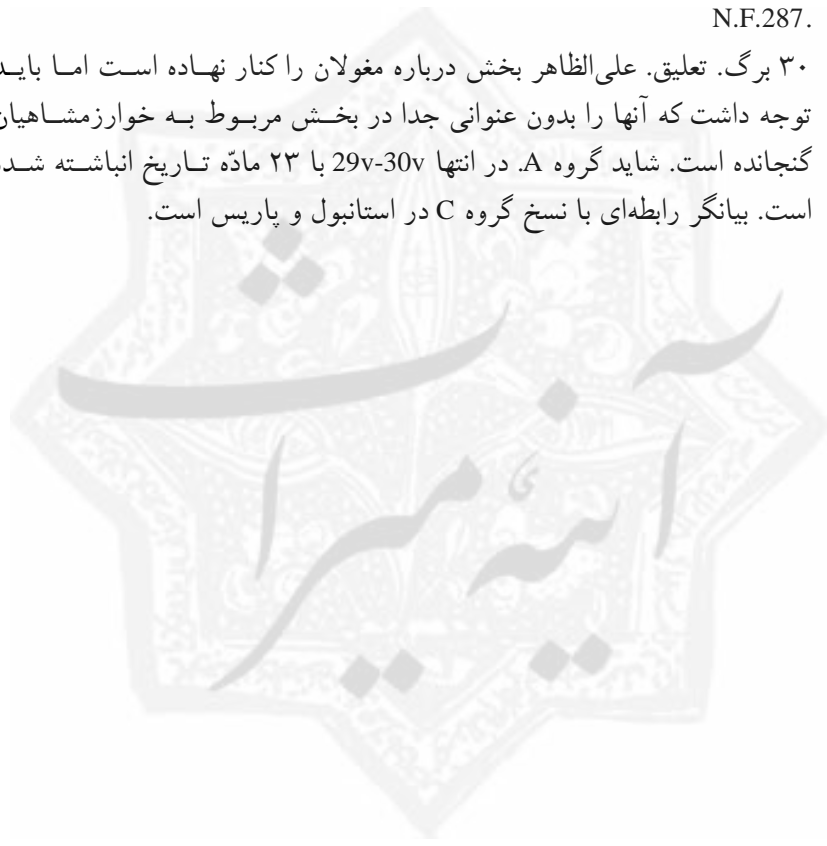 N.F.287.
۳۰ برگ. تعلیق. علی‌الظاهر بخش درباره مغولان را کنار نهاده است اما باید
توجه داشت که آنها را بدون عنوانی جدا در بخش مربوط به خوارزمشاهیان
گنجانده است. شاید گروه A. در انتها 29v-30v با ۲۳ مادّه تاریخ انباشته شده
است. بیانگر رابطه‌ای با نسخ گروه C در استانبول و پاریس است.
آینهٔ میراث